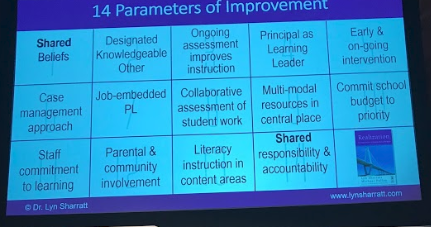 14 Parameters of Improvement
Shared
Beliefs
Designated
Knowledgeable
Other
Ongoing
assessment
improves
instruction
Principal as
Learning
Leader
Early &
on-going
intervention
Case
management
approach
Job-embedded
PL
Collaborative
assessment of
student work
Multi-modal
resources in
central place
Commit school
budget to
priority
Staff
commitment
to learning
Parental &
community
involvement
Literacy
instruction in
content areas
Shared
responsibility &
accountability
© Dr. Lyn Sharratt
www.lynsharratt.com